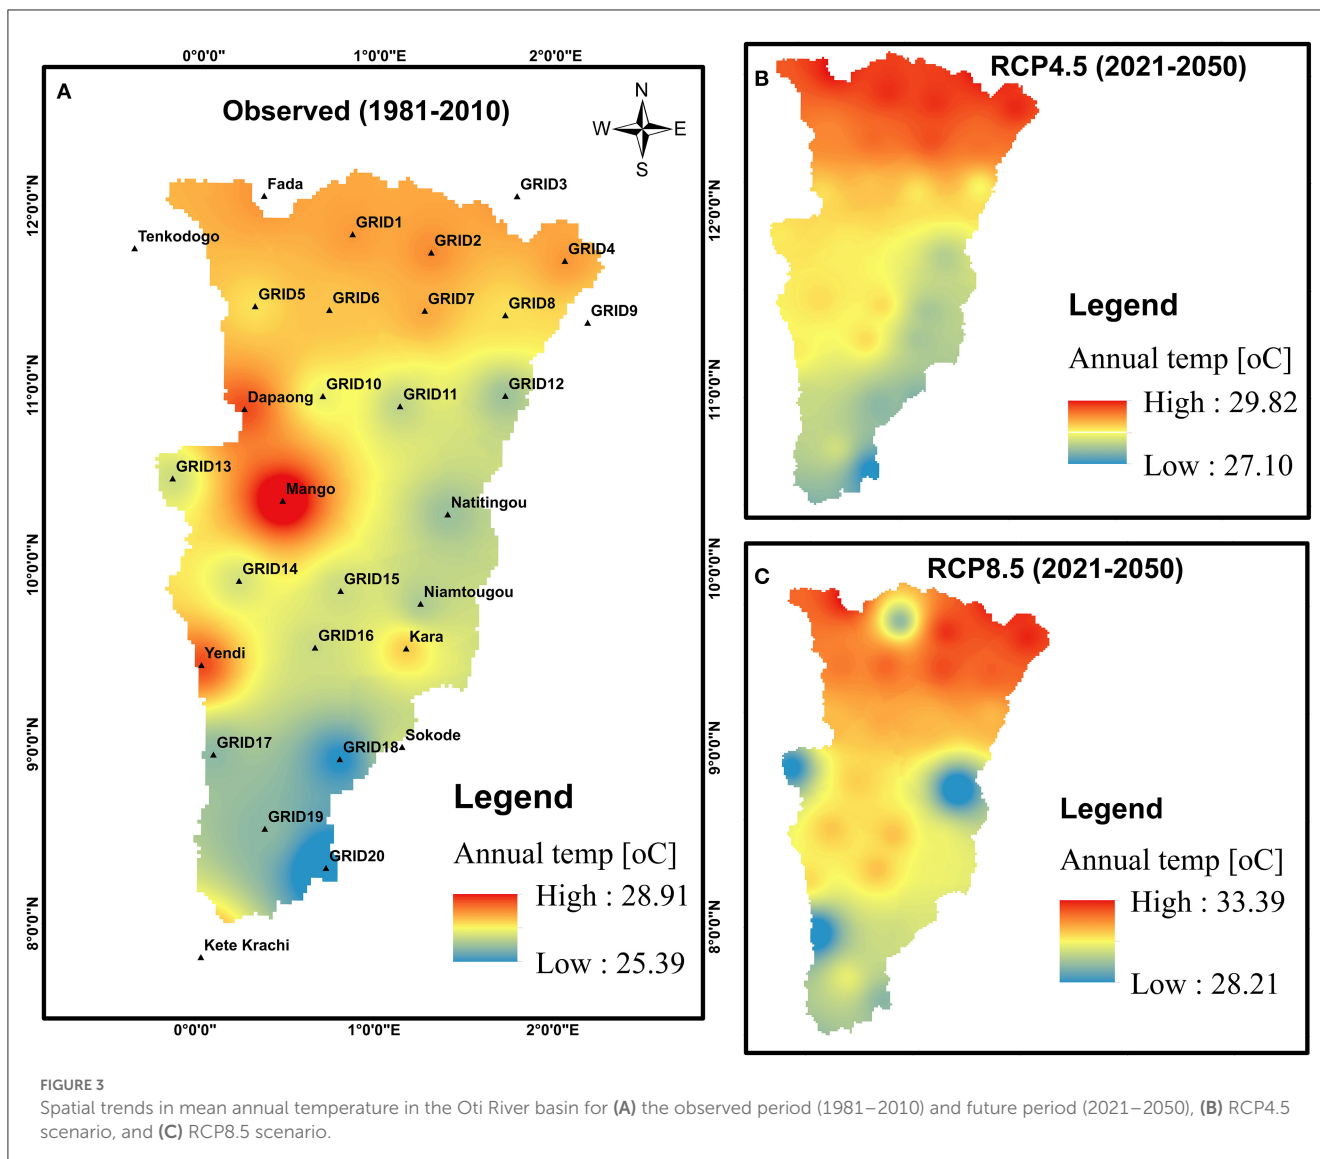 0°0'0"
1°0'0"E
2°0'0"E
A
Observed (1981-2010)
N
W
E
S
12°0'0"N
11°0'0"N
10°0'0"N
9°0'0"N
8°0'0"N
Fada
GRID3
Tenkodogo
GRID1
GRID2
GRID4
GRID5
GRID6
GRID7
GRID8
GRID9
Dapaong
GRID10
GRID11
GRID12
GRID13
Mango
Natitingou
GRID14
GRID15
Niamtougou
Yendi
GRID16
Kara
GRID17
GRID18
Sokode
GRID19
GRID20
Kete Krachi
Legend
Annual temp [oC]
High : 28.91
Low : 25.39
0°0'0"
1°0'0"E
2°0'0"E
12°0'0"N
11°0'0"N
10°0'0"N
9°0'0"N
8°0'0"N
B
RCP4.5 (2021-2050)
Legend
Annual temp [oC]
High : 29.82
Low : 27.10
C
RCP8.5 (2021-2050)
Legend
Annual temp [oC]
High : 33.39
Low : 28.21
FIGURE 3
Spatial trends in mean annual temperature in the Oti River basin for (A) the observed period (1981–2010) and future period (2021–2050), (B) RCP4.5
scenario, and (C) RCP8.5 scenario.